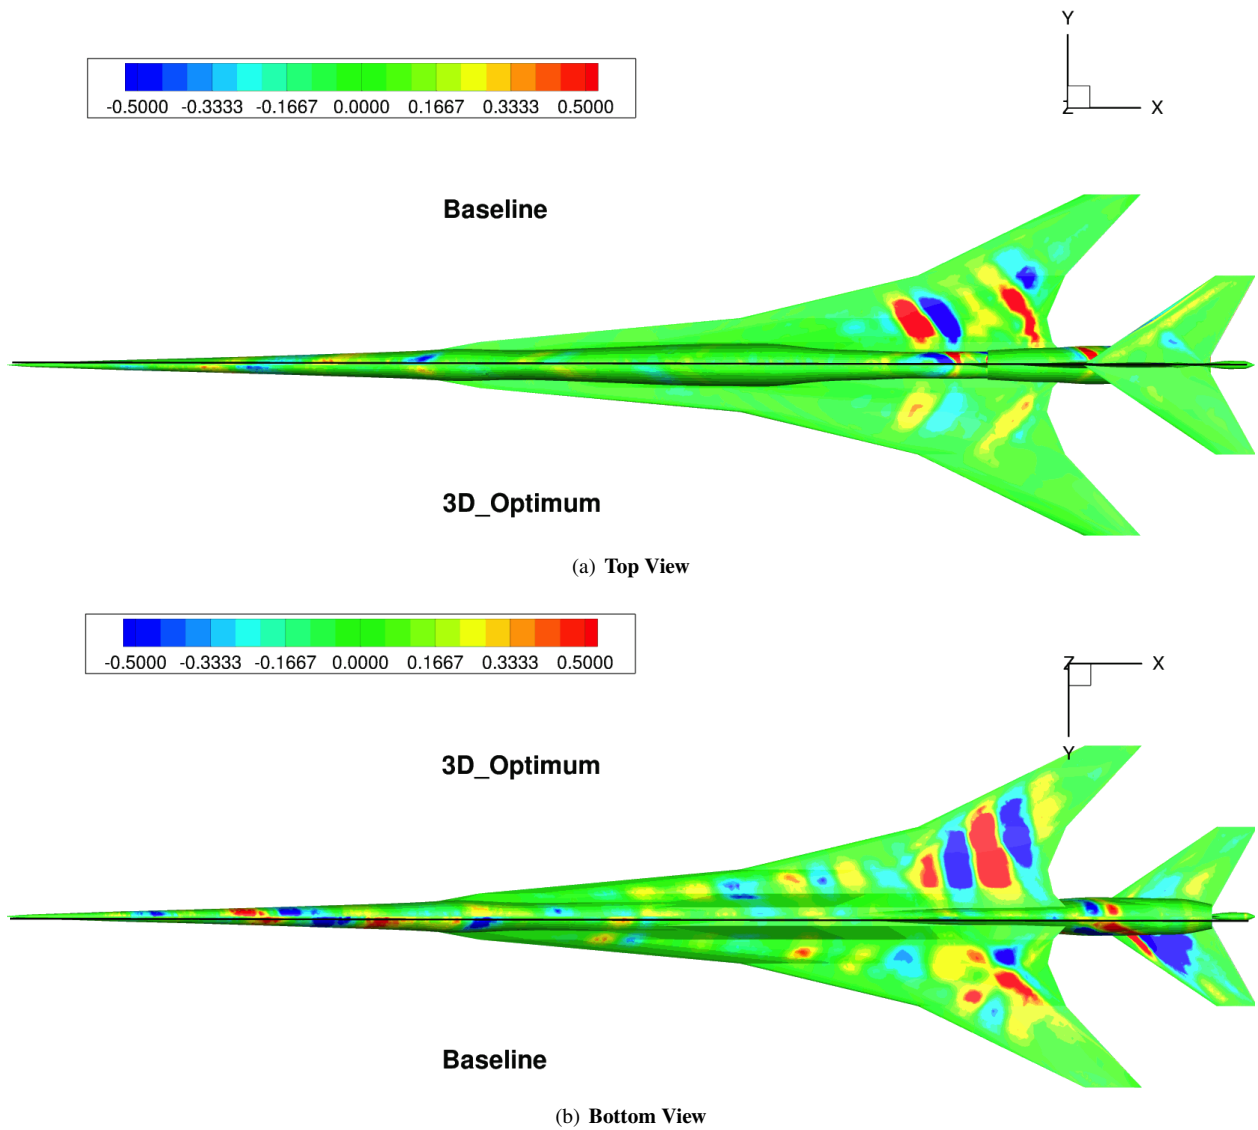 Y
-0.5000 -0.3333 -0.1667 0.0000 0.1667 0.3333 0.5000
Z X
Baseline
3D_Optimum
(a) Top View
-0.5000 -0.3333 -0.1667 0.0000 0.1667 0.3333 0.5000
Z X
Y
3D_Optimum
Baseline
(b) Bottom View